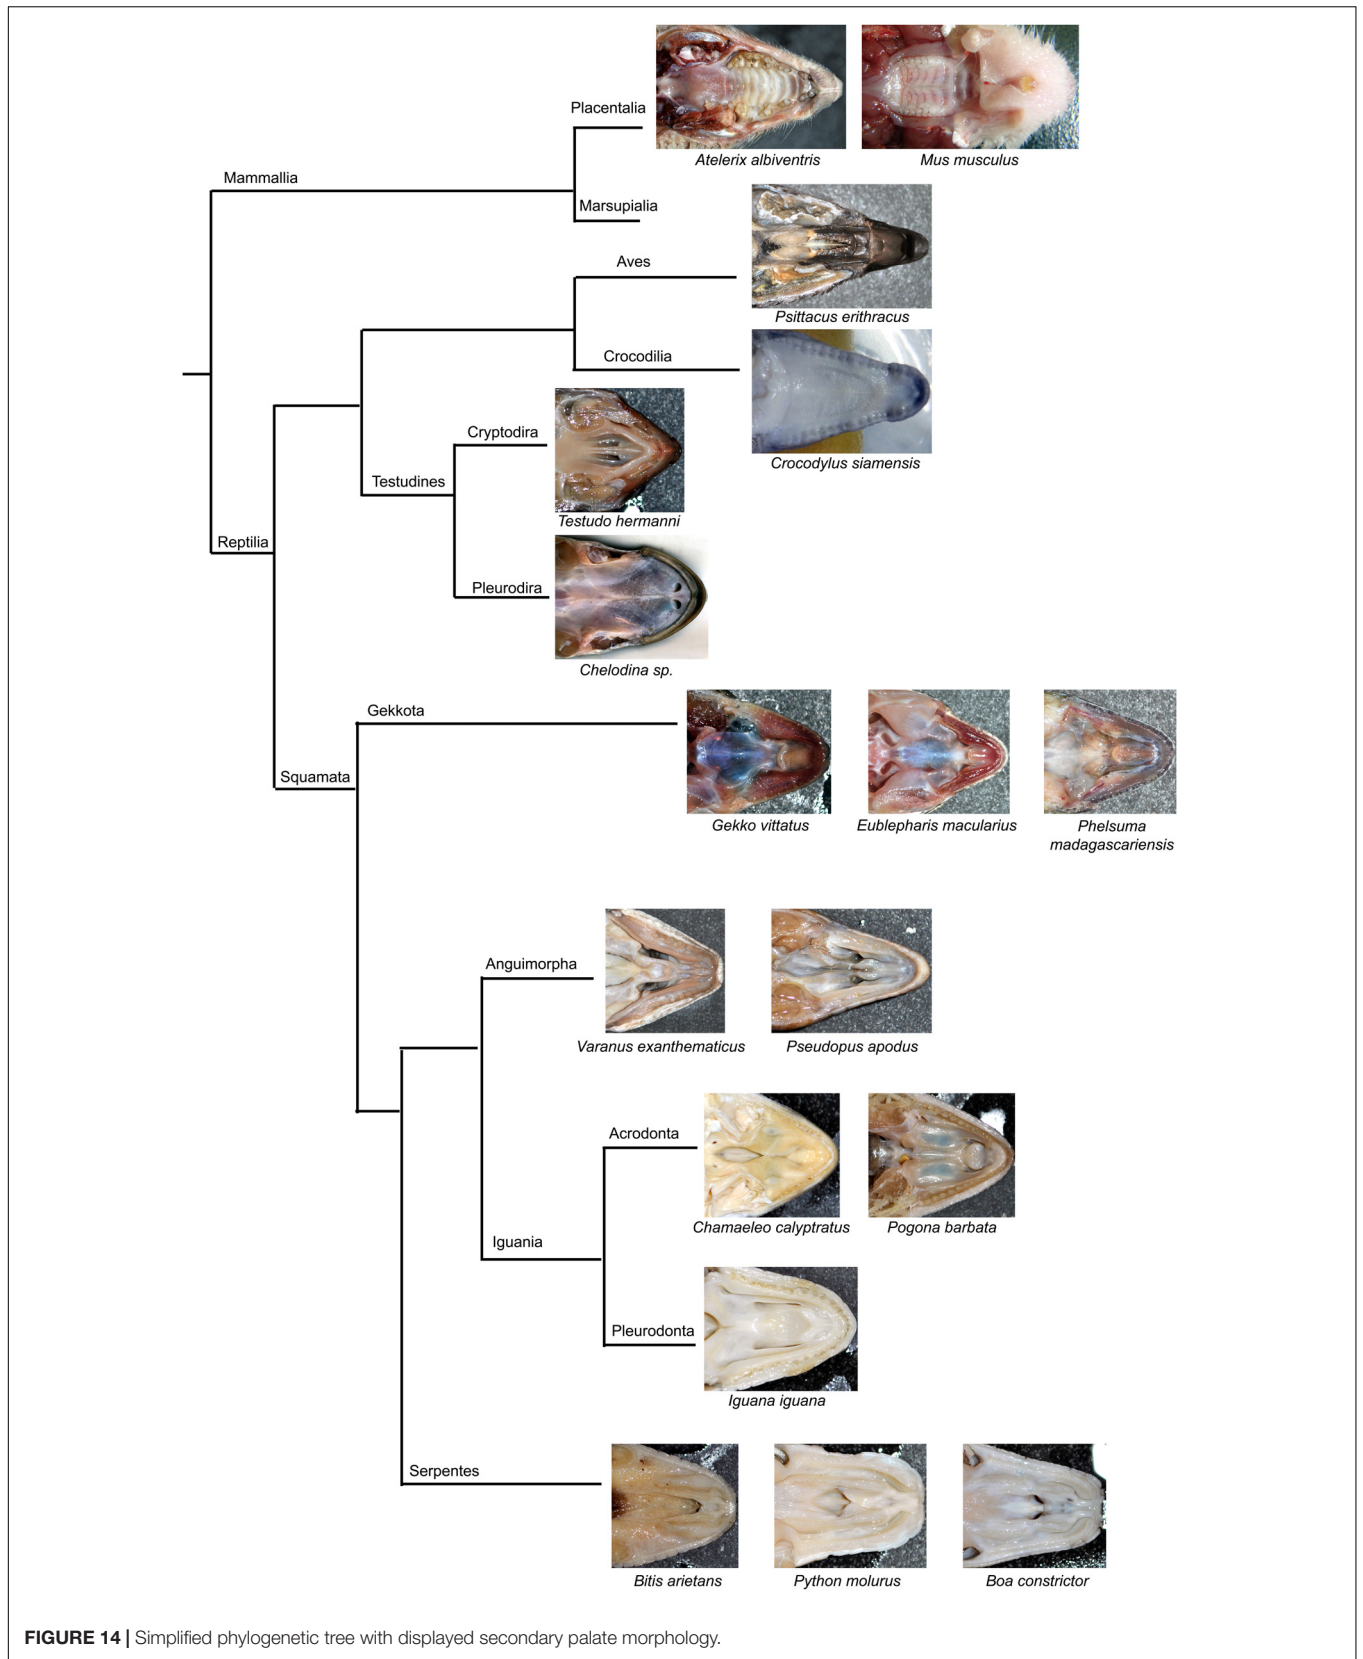 Placentalia
Atelerix albiventris
Mus musculus
Mammallia
Marsupialia
Aves
Psittacus erithracus
Crocodilia
Crocodylus siamensis
Cryptodira
Testudines
Testudo hermanni
Reptilia
Pleurodira
Chelodina sp.
Gekkota
Squamata
Gekko vittatus
Eublepharis macularius
Phelsuma
madagascariensis
Anguimorpha
Varanus exanthematicus
Pseudopus apodus
Acrodonta
Chamaeleo calyptratus
Pogona barbata
Iguania
Pleurodonta
Iguana iguana
Serpentes
Bitis arietans
Python molurus
Boa constrictor
FIGURE 14 | Simplified phylogenetic tree with displayed secondary palate morphology.